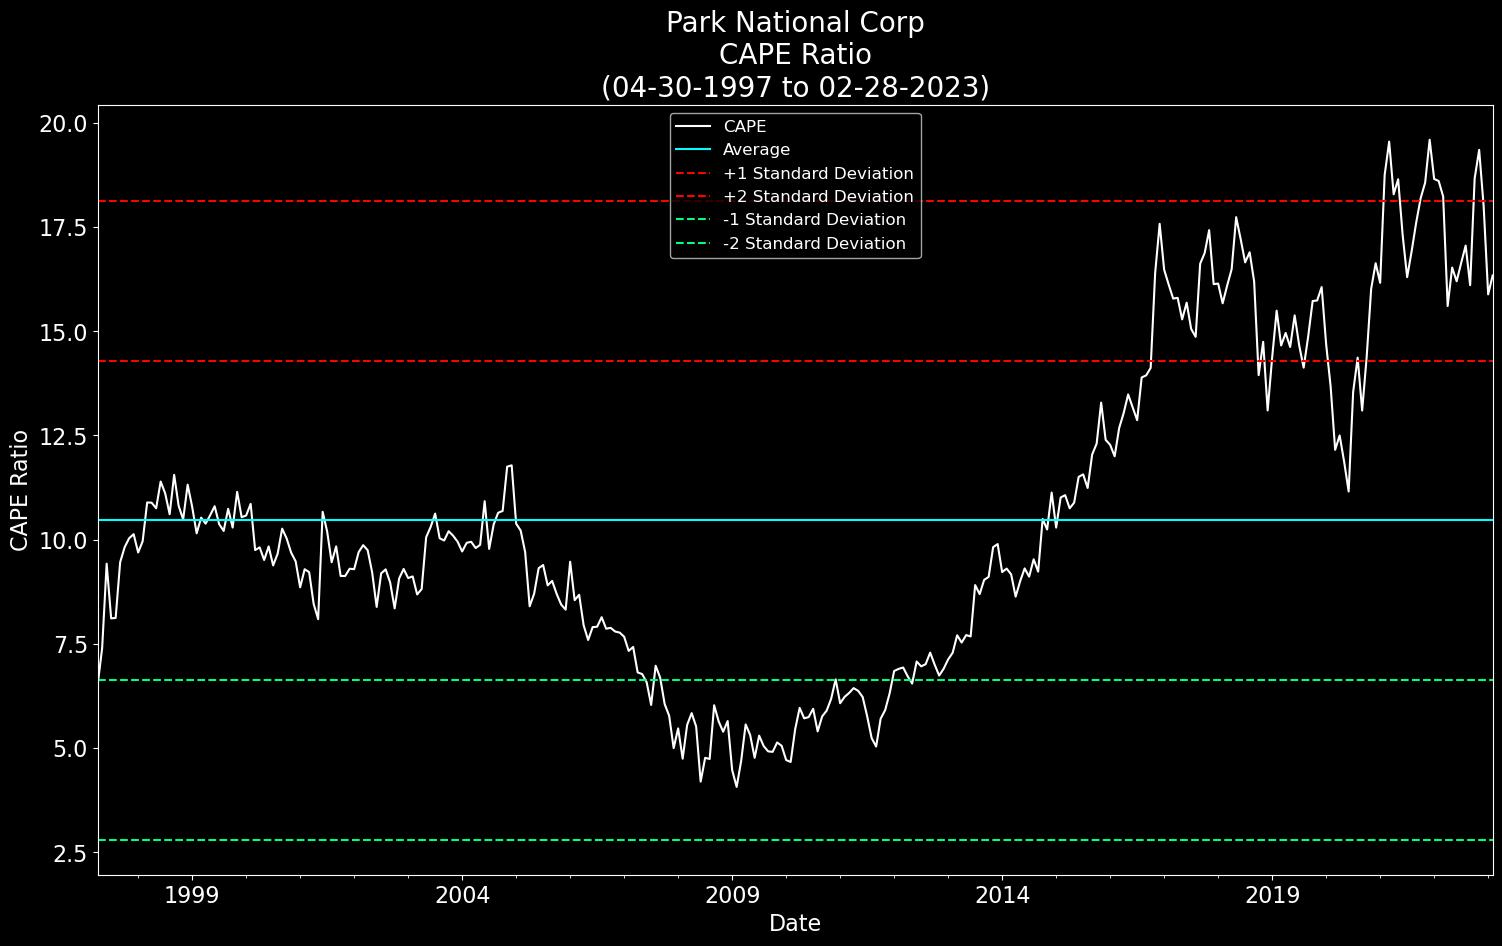 Park National Corp
CAPE Ratio
(04-30-1997 to 02-28-2023)
CAPE
Average
+1 Standard Deviation
+2 Standard Deviation
-1 Standard Deviation
-2 Standard Deviation
CAPE Ratio
20.0
17.5
15.0
12.5
10.0
7.5
5.0
2.5
1999 2004 2009 2014 2019
Date